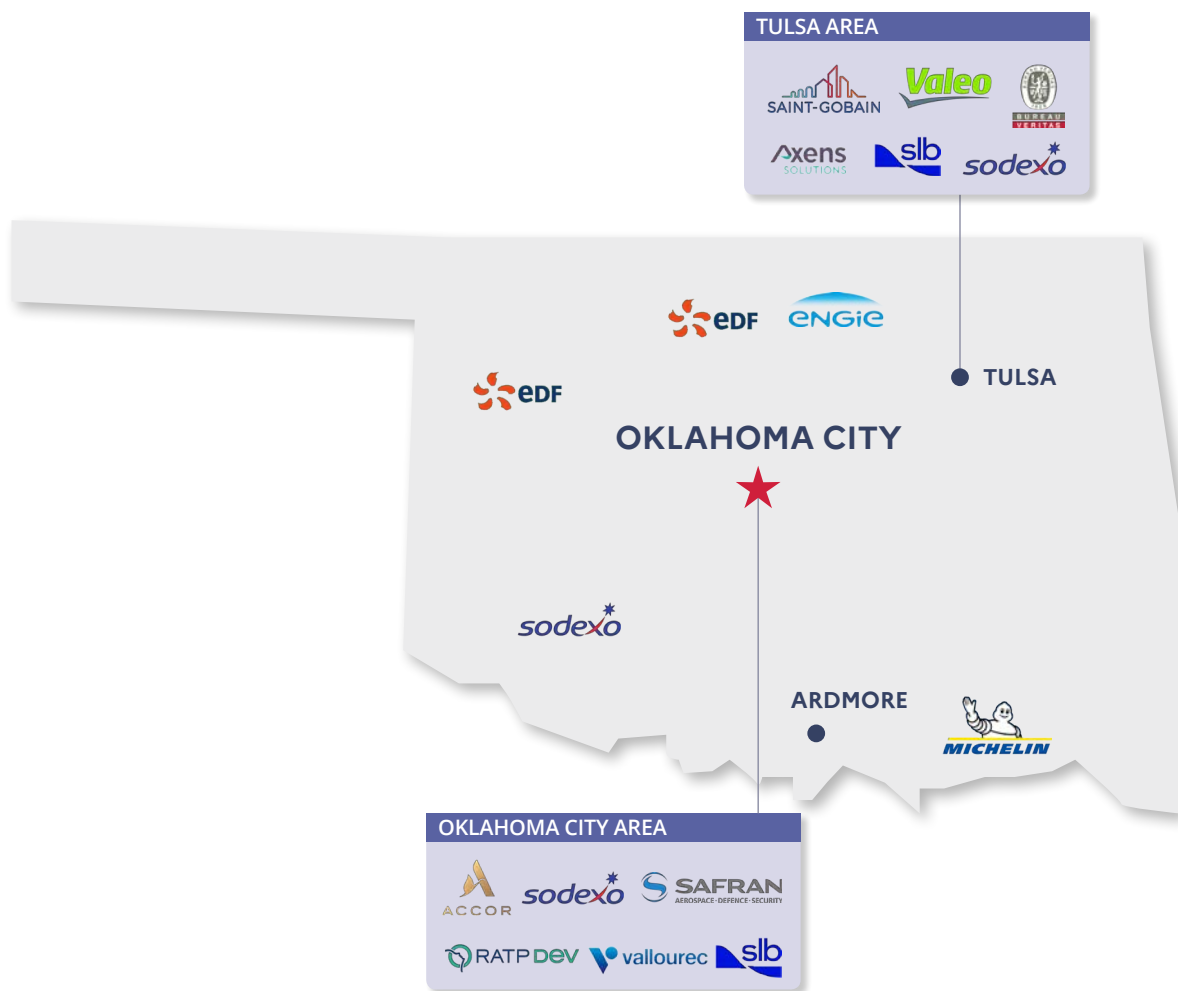 TULSA AREA
SAINT-GOBAIN
Valeo
BUREAU
VERITAS
Axens
SOLUTIONS
slb
sodexo
eDF
ENGIE
eDF
TULSA
OKLAHOMA CITY
sodexo
ARDMORE
MICHELIN
OKLAHOMA CITY AREA
ACCOR
sodexo
SAFRAN
AEROSPACE·DEFENCE·SECURITY
RATP DEV
vallourec
slb